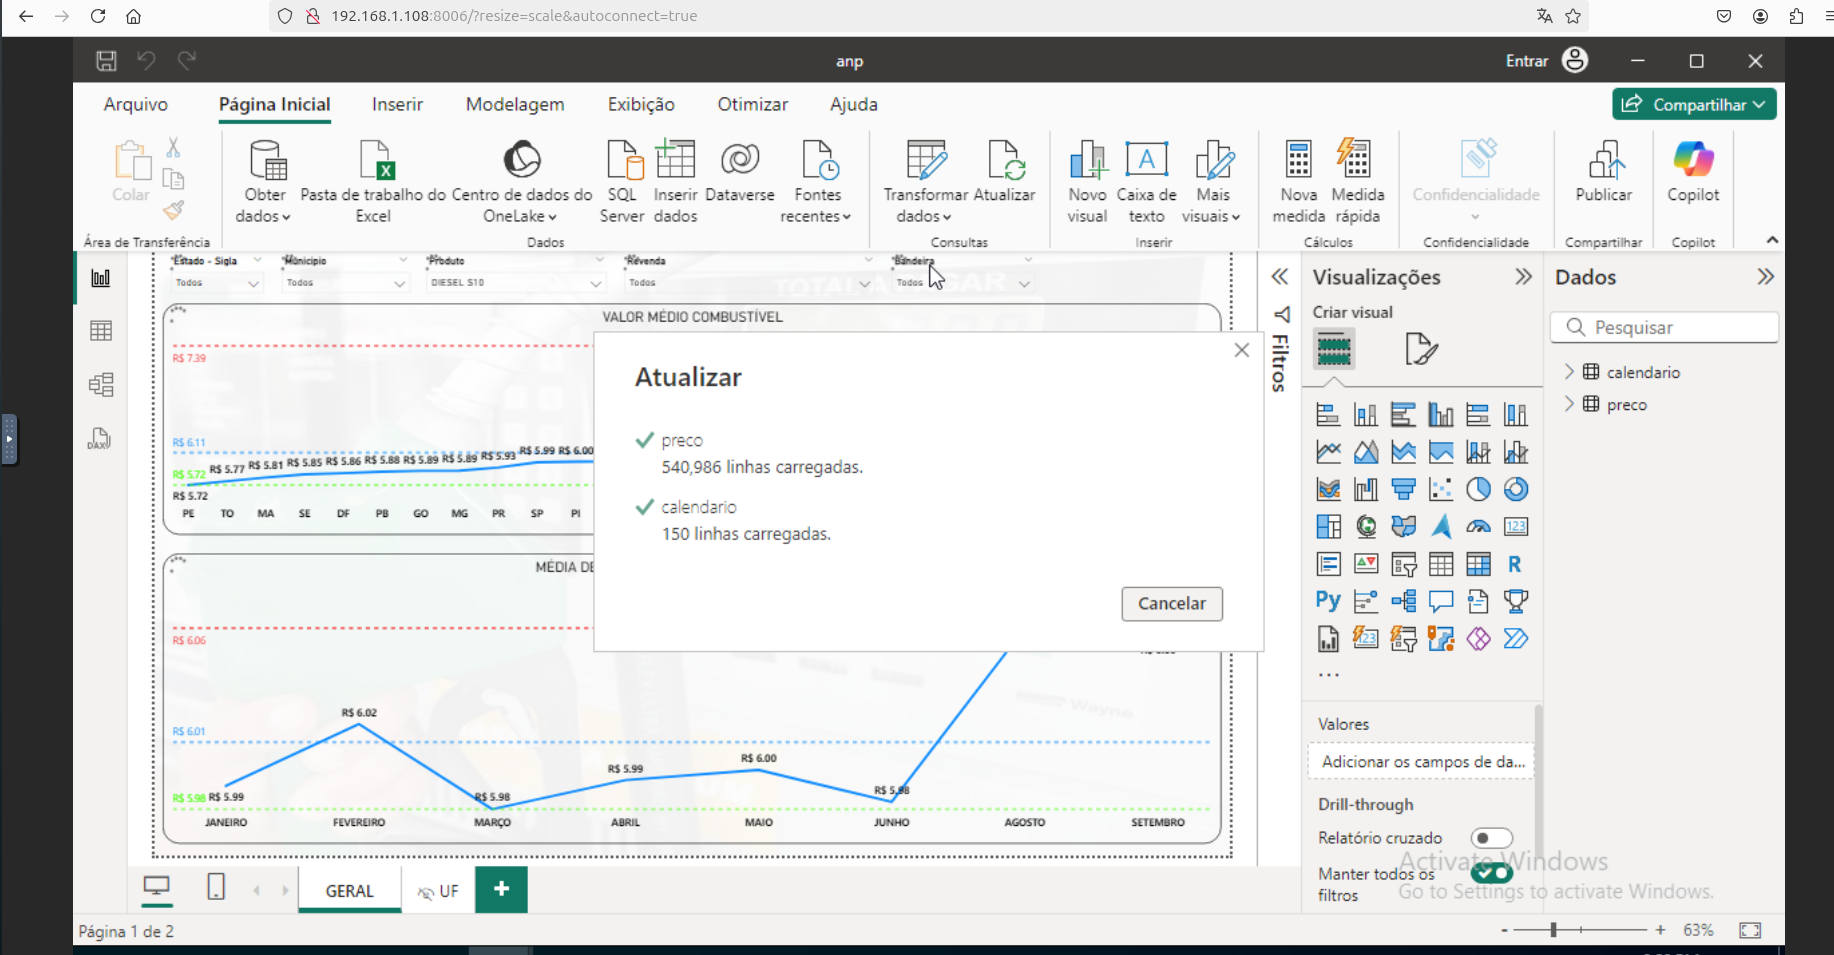 192.168.1.108:8006/?resize=scale&autoconnect=true
anp
Entrar
Arquivo
Página Inicial
Inserir
Modelagem
Exibição
Otimizar
Ajuda
Compartilhar
Colar
Obter dados
Pasta de trabalho do Excel
Centro de dados do OneLake
SQL Server
Inserir dados
Dataverse
Fontes recentes
Transformar dados
Atualizar
Novo visual
Caixa de texto
Mais visuais
Nova medida
Medida rápida
Confidencialidade
Publicar
Copilot
Área de Transferência
Dados
Consultas
Inserir
Cálculos
Confidencialidade
Compartilhar
Copilot
DAX
Estado - Sigla
Município
Produto
Revenda
Bandeira
Todos
Todos
DIESEL S10
Todos
Todos
VALOR MÉDIO COMBUSTÍVEL
R$ 7.39
R$ 6.11
R$ 5.72
R$ 5.72 R$ 5.77 R$ 5.81 R$ 5.85 R$ 5.86 R$ 5.88 R$ 5.89 R$ 5.89 R$ 5.93 R$ 5.99 R$ 6.00
PE TO MA SE DF PB GO MG PR SP PI
MÉDIA DE
R$ 6.06
R$ 6.01
R$ 5.98
R$ 5.99
R$ 6.02
R$ 5.98
R$ 5.99
R$ 6.00
R$ 5.98
JANEIRO FEVEREIRO MARÇO ABRIL MAIO JUNHO AGOSTO SETEMBRO
Atualizar
preco
540,986 linhas carregadas.
calendario
150 linhas carregadas.
Cancelar
Filtros
Visualizações
Criar visual
123
R
Py
123
...
Valores
Adicionar os campos de da...
Drill-through
Relatório cruzado
Manter todos os filtros
Dados
Pesquisar
calendario
preco
Activate Windows
Go to Settings to activate Windows.
GERAL
UF
Página 1 de 2
63%